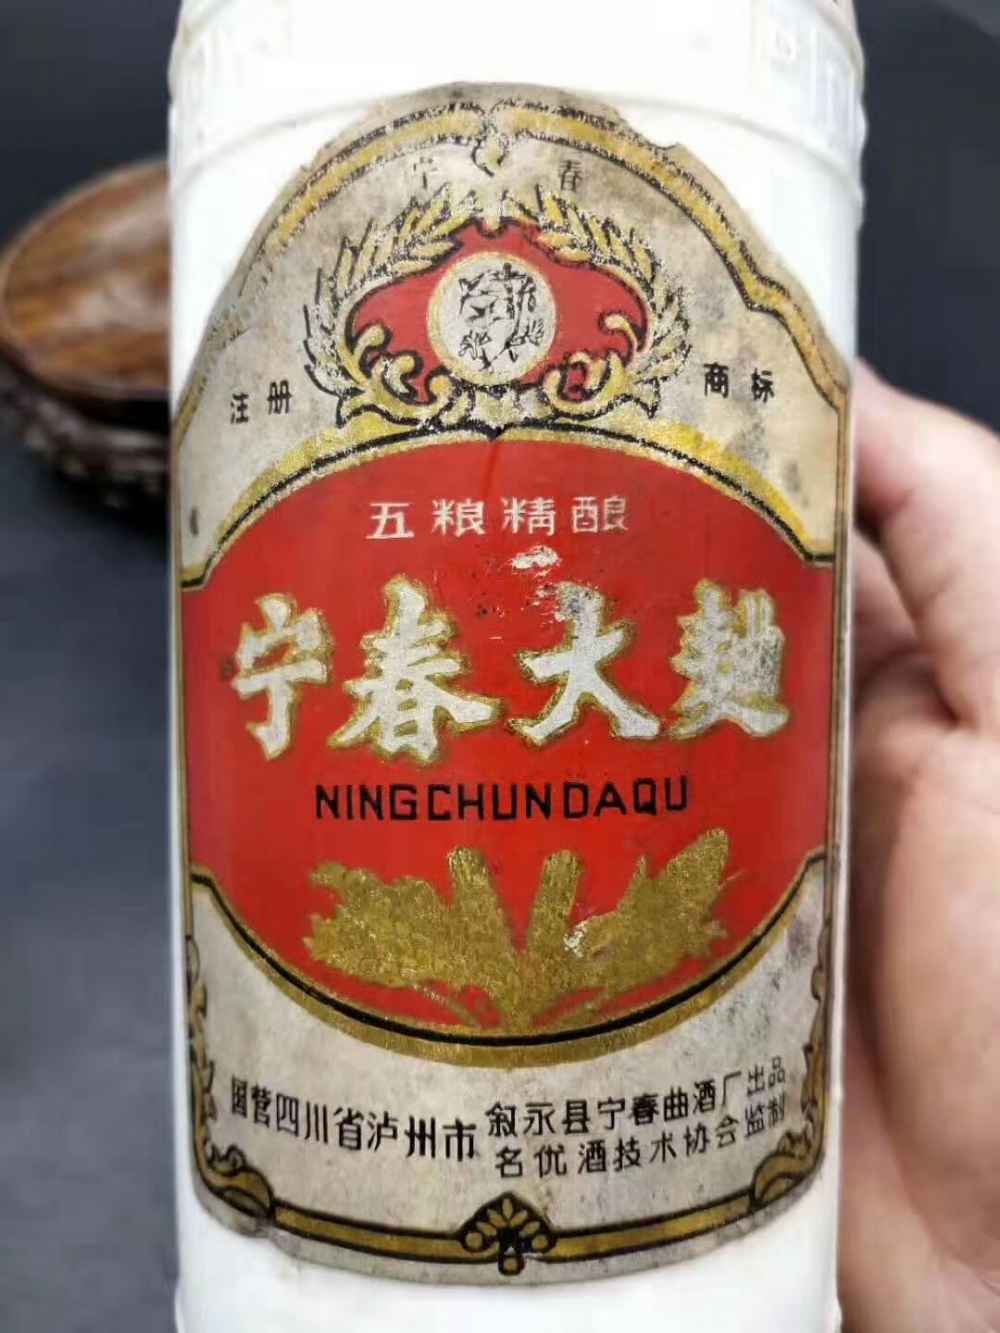 宁春
注册 商标
五粮精酿
宁春大麯
NINGCHUNDAQU
国营四川省泸州市 叙永县宁春曲酒厂出品
名优酒技术协会监制